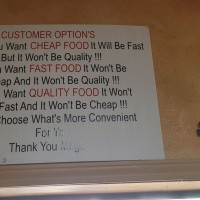 CUSTOMER OPTION'S
u Want CHEAP FOOD It Will Be Fast
But It Won't Be Quality !!!
u Want FAST FOOD It Won't Be
eap And It Won't Be Quality !!!
Want QUALITY FOOD It Won't
Fast And It Won't Be Cheap !!!
Choose What's More Convenient
For
Thank You